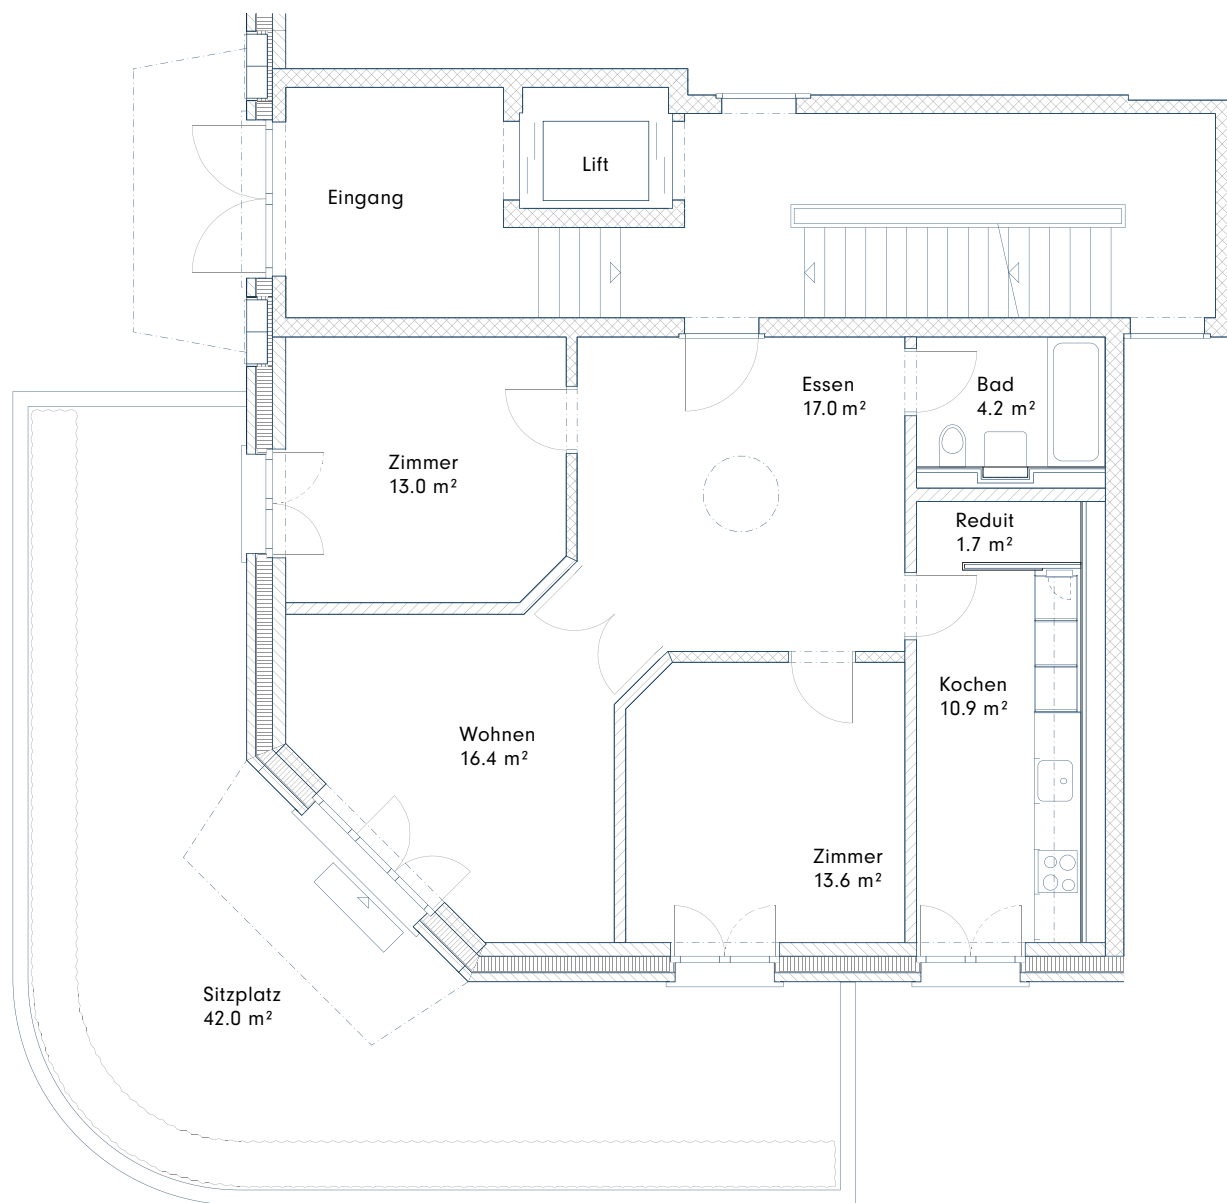 Lift
Eingang
Essen
17.0 m²
Bad
4.2 m²
Zimmer
13.0 m²
Reduit
1.7 m²
Kochen
10.9 m²
Wohnen
16.4 m²
Zimmer
13.6 m²
Sitzplatz
42.0 m²